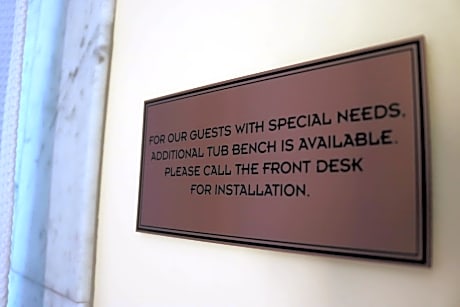 FOR OUR GUESTS WITH SPECIAL NEEDS.
ADDITIONAL TUB BENCH IS AVAILABLE.
PLEASE CALL THE FRONT DESK
FOR INSTALLATION.